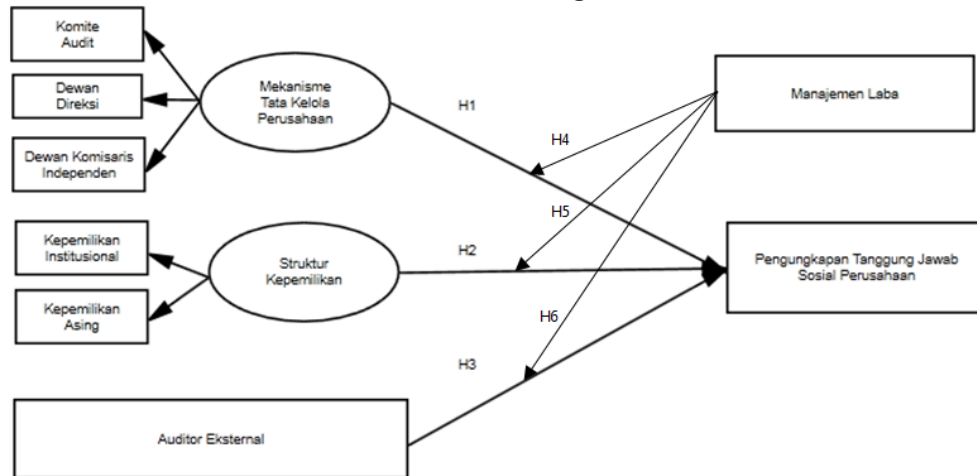 Komite
Audit
Dewan
Direksi
Dewan Komisaris
Independen
Mekanisme
Tata Kelola
Perusahaan
H1
H4
Manajemen Laba
Kepemilikan
Institusional
Kepemilikan
Asing
Struktur
Kepemilikan
H2
H5
Pengungkapan Tanggung Jawab
Sosial Perusahaan
H6
H3
Auditor Eksternal